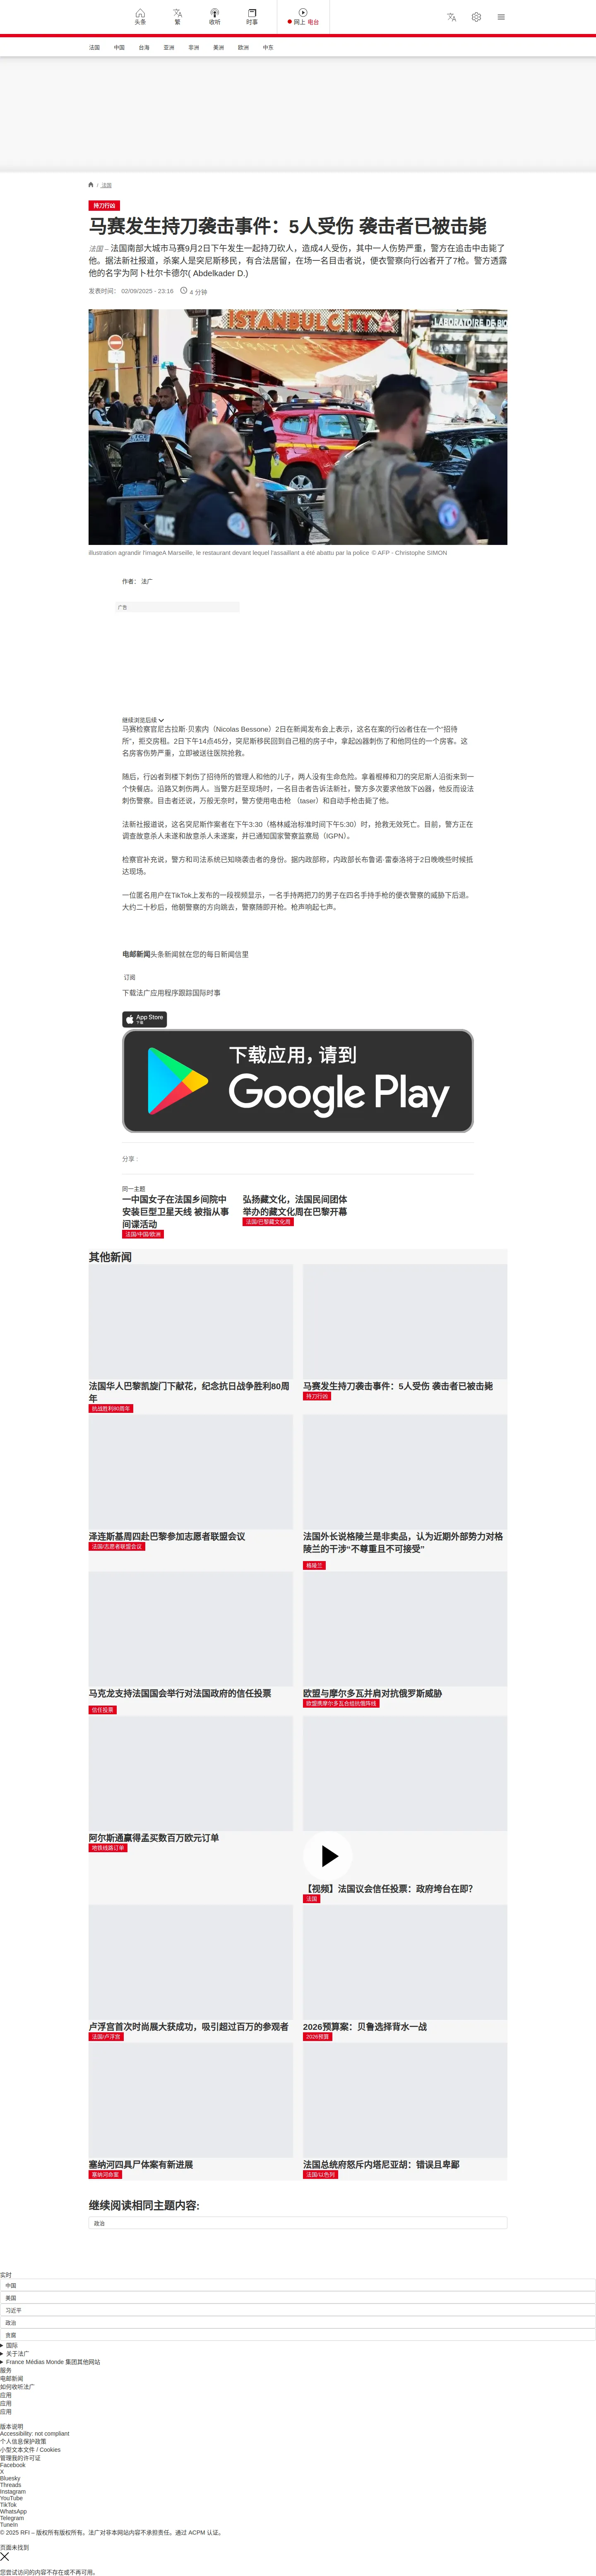 头条
繁
收听
时事
网上 电台
法国
中国
台海
亚洲
非洲
美洲
欧洲
中东
/ 法国
持刀行凶
马赛发生持刀袭击事件：5人受伤 袭击者已被击毙
法国 – 法国南部大城市马赛9月2日下午发生一起持刀砍人，造成4人受伤，其中一人伤势严重，警方在追击中击毙了
他。据法新社报道，杀案人是突尼斯移民，有合法居留，在场一名目击者说，便衣警察向行凶者开了7枪。警方透露
他的名字为阿卜杜尔卡德尔( Abdelkader D.)
发表时间： 02/09/2025 - 23:16
4 分钟
ISTANBULCITY
LABORATOIRE DE BIO
POLICE
illustration agrandir l'imageA Marseille, le restaurant devant lequel l'assaillant a été abattu par la police © AFP - Christophe SIMON
作者： 法广
广告
继续浏览后续
马赛检察官尼古拉斯·贝索内（Nicolas Bessone）2日在新闻发布会上表示，这名在案的行凶者住在一个“招待
所”，拒交房租。2日下午14点45分，突尼斯移民回到自己租的房子中，拿起凶器刺伤了和他同住的一个房客。这
名房客伤势严重，立即被送往医院抢救。
随后，行凶者到楼下刺伤了招待所的管理人和他的儿子，两人没有生命危险。拿着棍棒和刀的突尼斯人沿街来到一
个快餐店。沿路又刺伤两人。当警方赶至现场时，一名目击者告诉法新社，警方多次要求他放下凶器，他反而设法
刺伤警察。目击者还说，万般无奈时，警方使用电击枪 （taser）和自动手枪击毙了他。
法新社报道说，这名突尼斯作案者在下午3:30（格林威治标准时间下午5:30）时，抢救无效死亡。目前，警方正在
调查故意杀人未遂和故意杀人未遂案，并已通知国家警察监察局（IGPN）。
检察官补充说，警方和司法系统已知晓袭击者的身份。据内政部称，内政部长布鲁诺·雷泰洛将于2日晚晚些时候抵
达现场。
一位匿名用户在TikTok上发布的一段视频显示，一名手持两把刀的男子在四名手持手枪的便衣警察的威胁下后退。
大约二十秒后，他朝警察的方向跳去，警察随即开枪。枪声响起七声。
电邮新闻头条新闻就在您的每日新闻信里
订阅
下载法广应用程序跟踪国际时事
App Store
下载
下载应用，请到
Google Play
分享 :
同一主题
一中国女子在法国乡间院中
安装巨型卫星天线 被指从事
间谍活动
法国/中国/欧洲
弘扬藏文化，法国民间团体
举办的藏文化周在巴黎开幕
法国/巴黎藏文化周
其他新闻
法国华人巴黎凯旋门下献花，纪念抗日战争胜利80周
年
抗战胜利80周年
马赛发生持刀袭击事件：5人受伤 袭击者已被击毙
持刀行凶
泽连斯基周四赴巴黎参加志愿者联盟会议
法国/志愿者联盟会议
法国外长说格陵兰是非卖品，认为近期外部势力对格
陵兰的干涉“不尊重且不可接受”
格陵兰
马克龙支持法国国会举行对法国政府的信任投票
信任投票
欧盟与摩尔多瓦并肩对抗俄罗斯威胁
欧盟携摩尔多瓦合组抗俄阵线
阿尔斯通赢得孟买数百万欧元订单
地铁线路订单
【视频】法国议会信任投票：政府垮台在即？
法国
卢浮宫首次时尚展大获成功，吸引超过百万的参观者
法国/卢浮宫
2026预算案：贝鲁选择背水一战
2026预算
塞纳河四具尸体案有新进展
塞纳河命案
法国总统府怒斥内塔尼亚胡：错误且卑鄙
法国/以色列
继续阅读相同主题内容:
政治
实时
中国
美国
习近平
政治
贪腐
国际
关于法广
France Médias Monde 集团其他网站
服务
电邮新闻
如何收听法广
应用
应用
应用
版本说明
Accessibility: not compliant
个人信息保护政策
小型文本文件 / Cookies
管理我的许可证
Facebook
X
Bluesky
Threads
Instagram
YouTube
TikTok
WhatsApp
Telegram
TuneIn
© 2025 RFI – 版权所有版权所有。法广对非本网站内容不承担责任。通过 ACPM 认证。
页面未找到
您尝试访问的内容不存在或不再可用。